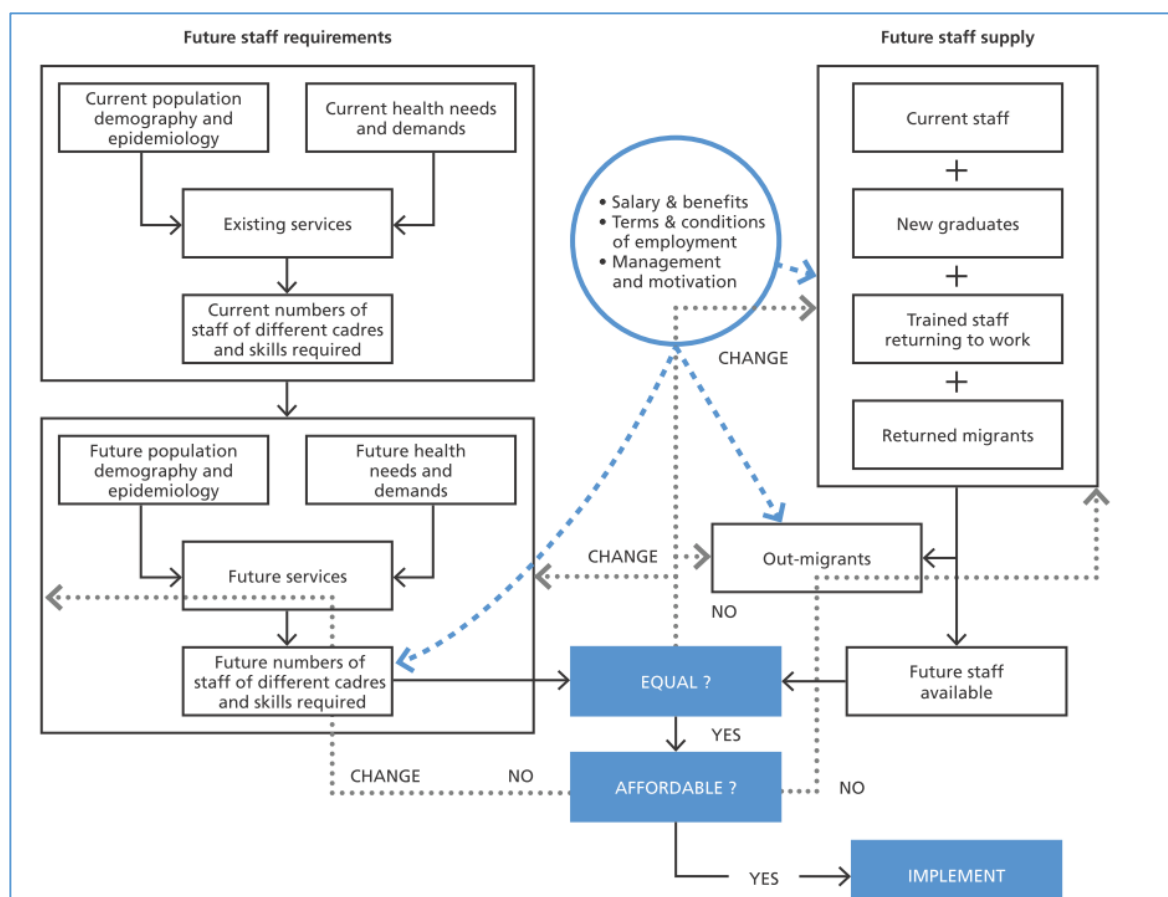 Future staff requirements
Future staff supply
Current population
demography and
epidemiology
Current health needs
and demands
Existing services
Current numbers of
staff of different cadres
and skills required
Future population
demography and
epidemiology
Future health
needs and
demands
Future services
Future numbers of
staff of different cadres
and skills required
• Salary & benefits
• Terms & conditions
of employment
• Management
and motivation
CHANGE
Current staff
+
New graduates
+
Trained staff
returning to work
+
Returned migrants
CHANGE
Out-migrants
NO
EQUAL ?
Future staff
available
YES
CHANGE
NO
AFFORDABLE ?
NO
YES
IMPLEMENT